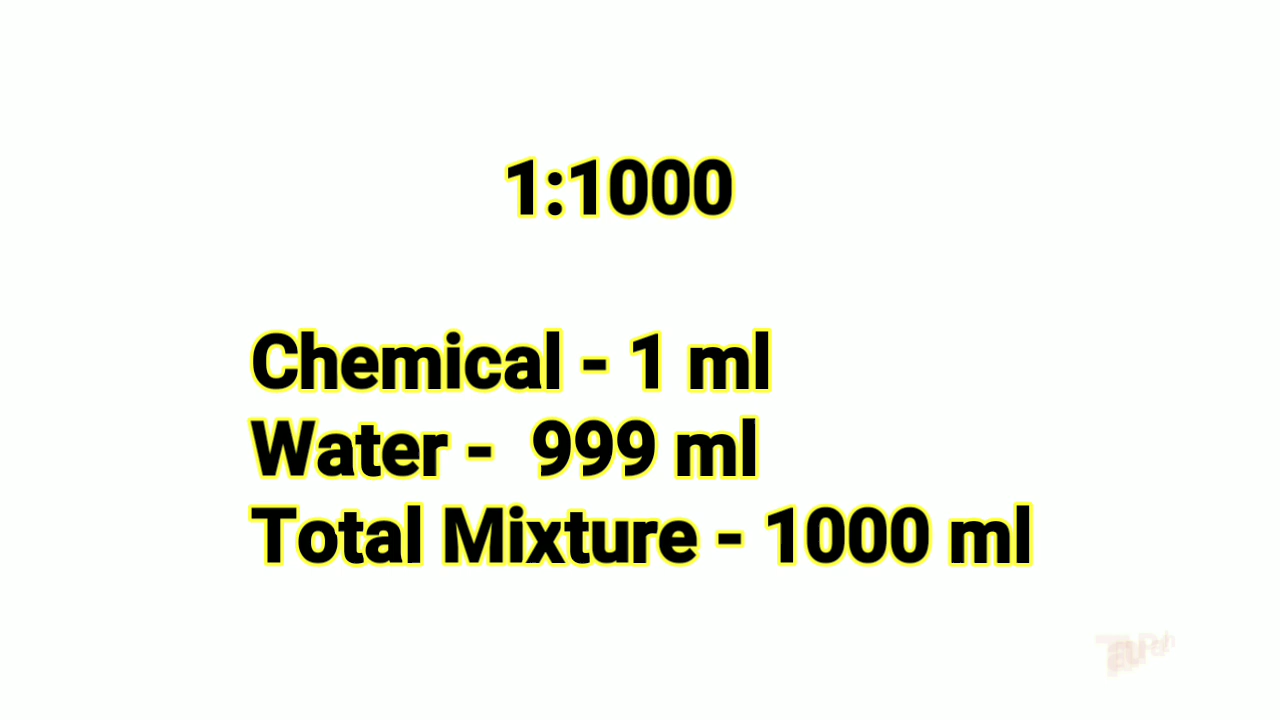 1:1000
Chemical - 1 ml
Water - 999 ml
Total Mixture - 1000 ml